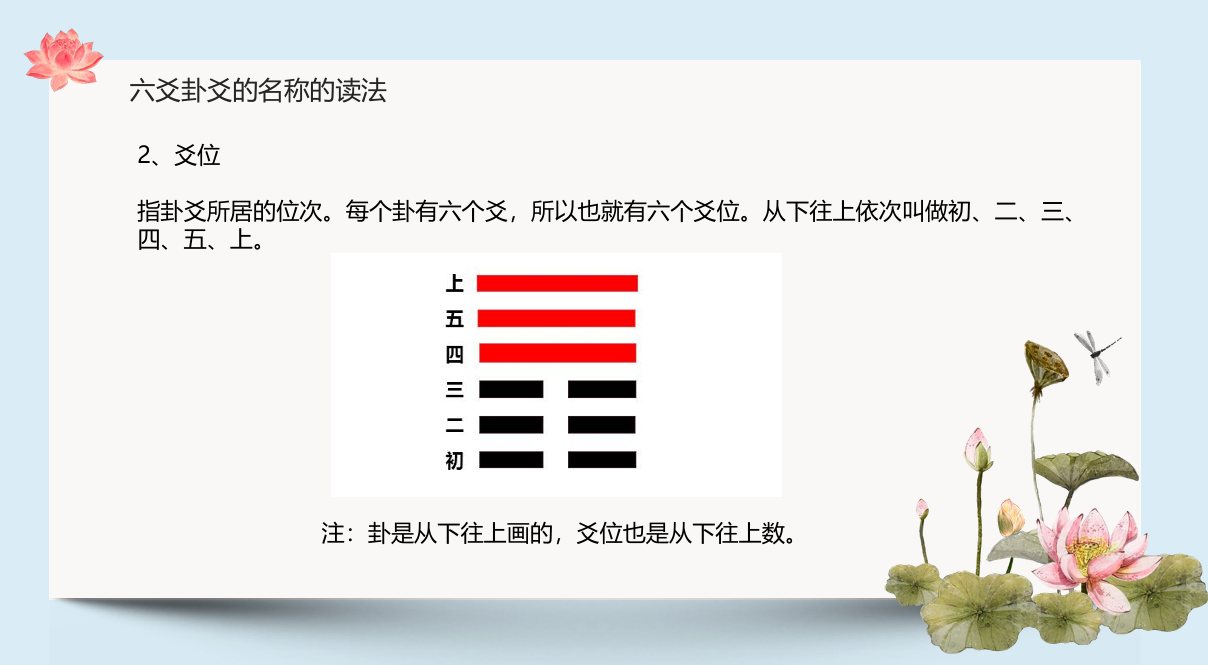 六爻卦爻的名称的读法
2、爻位
指卦爻所居的位次。每个卦有六个爻，所以也就有六个爻位。从下往上依次叫做初、二、三、
四、五、上。
上
五
四
三
二
初
注：卦是从下往上画的，爻位也是从下往上数。